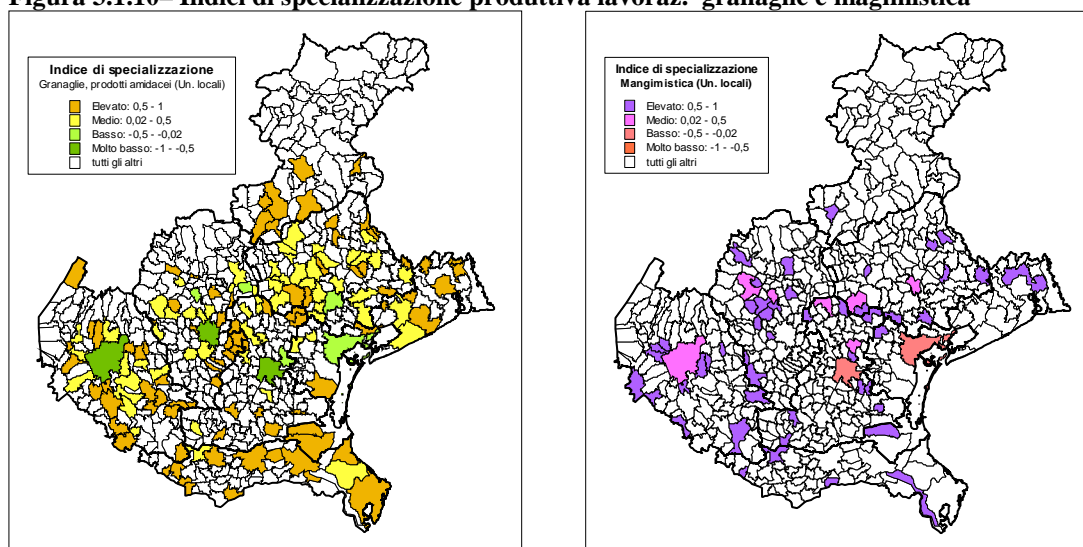 Figura 3.1.10– Indici di specializzazione produttiva lavoraz. granaglie e magimistica
Indice di specializzazione
Granaglie, prodotti amidacei (Un. locali)
Elevato: 0,5 - 1
Medio: 0,02 - 0,5
Basso: -0,5 - -0,02
Molto basso: -1 - -0,5
tutti gli altri
Indice di specializzazione
Mangimistica (Un. locali)
Elevato: 0,5 - 1
Medio: 0,02 - 0,5
Basso: -0,5 - -0,02
Molto basso: -1 - -0,5
tutti gli altri